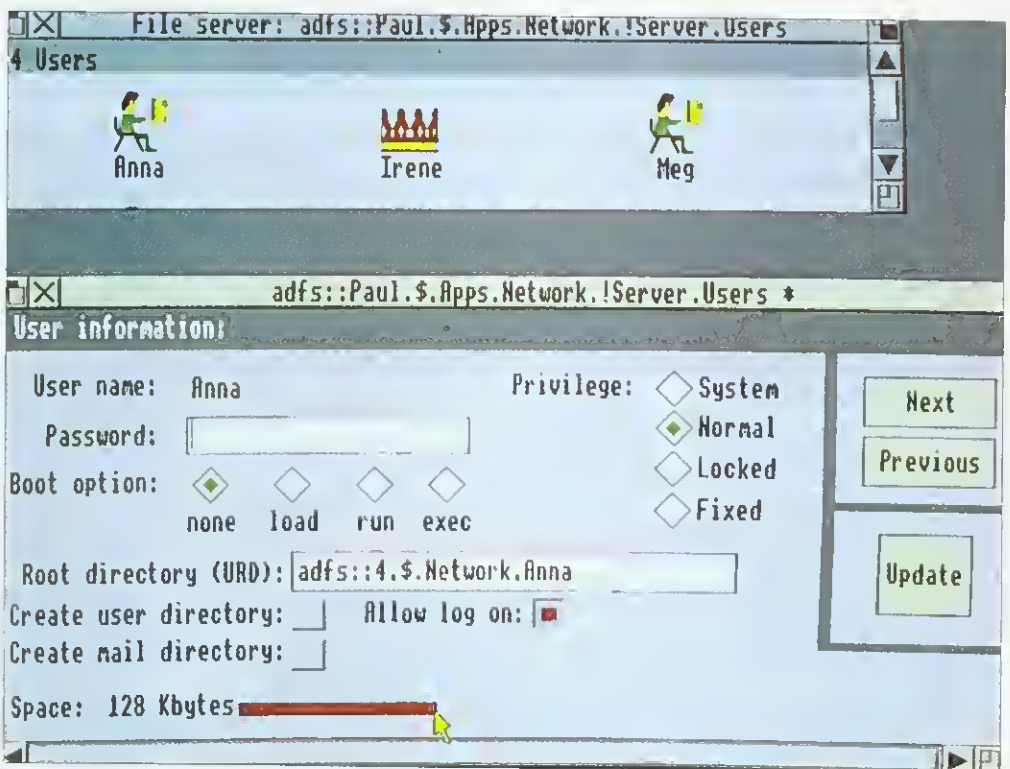 File server: adfs::Paul.$.Apps.Network.!Server.Users
4 Users
Anna Irene Meg
adfs::Paul.$.Apps.Network.!Server.Users *
User information:
User name: Anna Privilege: System
Normal
Locked
Fixed
Next
Password:
Previous
Boot option:
none load run exec
Root directory (URD): adfs::4.$.Network.Anna
Update
Create user directory: Allow log on:
Create mail directory:
Space: 128 Kbytes